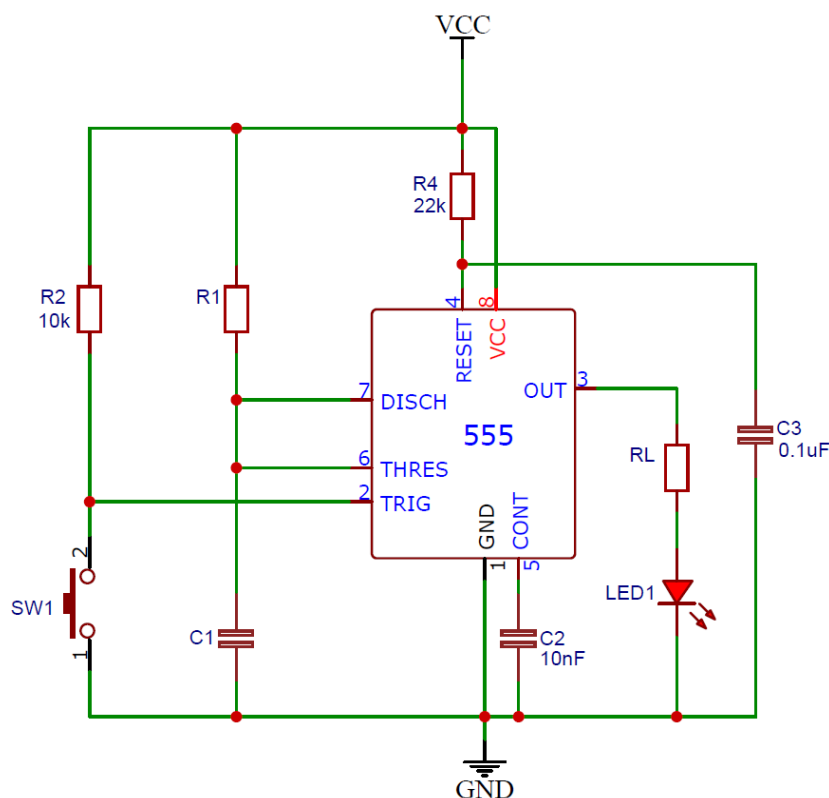 VCC
R4
22k
R2
10k
R1
4
8
RESET
VCC
7
DISCH
OUT
3
555
6
THRES
2
TRIG
GND
CONT
1
5
C3
0.1uF
RL
2
SW1
1
C1
C2
10nF
LED1
GND